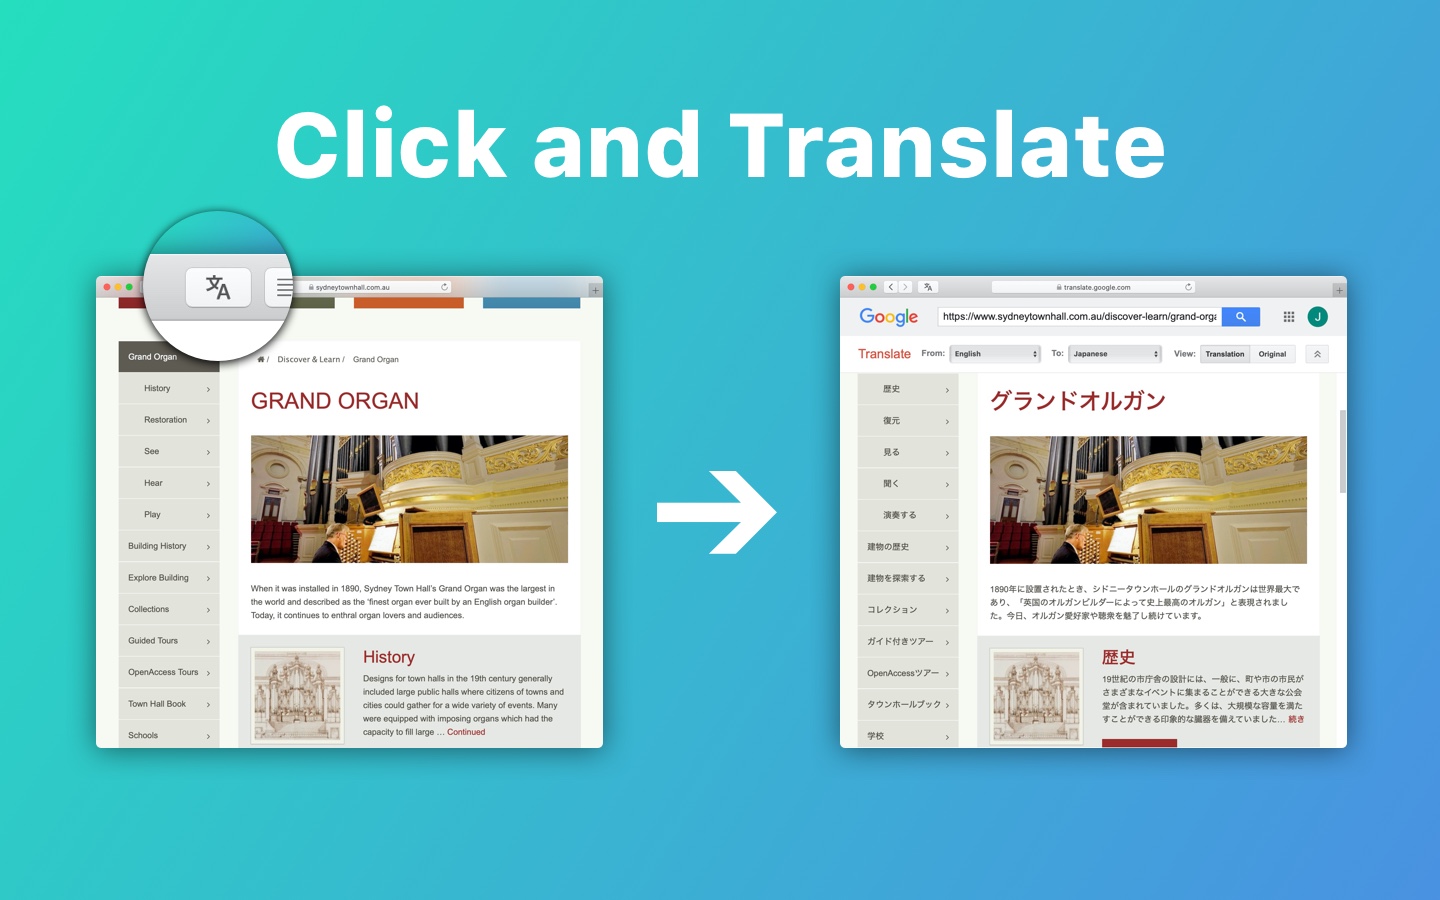 Click and Translate
文A
sydneytownhall.com.au
Grand Organ
History
Restoration
See
Hear
Play
Building History
Explore Building
Collections
Guided Tours
OpenAccess Tours
Town Hall Book
Schools
/ Discover & Learn / Grand Organ
GRAND ORGAN
When it was installed in 1890, Sydney Town Hall's Grand Organ was the largest in
the world and described as the 'finest organ ever built by an English organ builder'.
Today, it continues to enthral organ lovers and audiences.
History
Designs for town halls in the 19th century generally
included large public halls where citizens of towns and
cities could gather for a wide variety of events. Many
were equipped with imposing organs which had the
capacity to fill large … Continued
文A
translate.google.com
Google
https://www.sydneytownhall.com.au/discover-learn/grand-orga
J
Translate From: English To: Japanese View: Translation Original
歴史
復元
見る
聞く
演奏する
建物の歴史
建物を探索する
コレクション
ガイド付きツアー
OpenAccessツアー
タウンホールブック
学校
グランドオルガン
1890年に設置されたとき、シドニータウンホールのグランドオルガンは世界最大で
あり、「英国のオルガンビルダーによって史上最高のオルガン」と表現されまし
た。今日、オルガン愛好家や聴衆を魅了し続けています。
歴史
19世紀の市庁舎の設計には、一般に、町や市の市民が
さまざまなイベントに集まることができる大きな公会
堂が含まれていました。多くは、大規模な容量を満た
すことができる印象的な臓器を備えていました… 続き